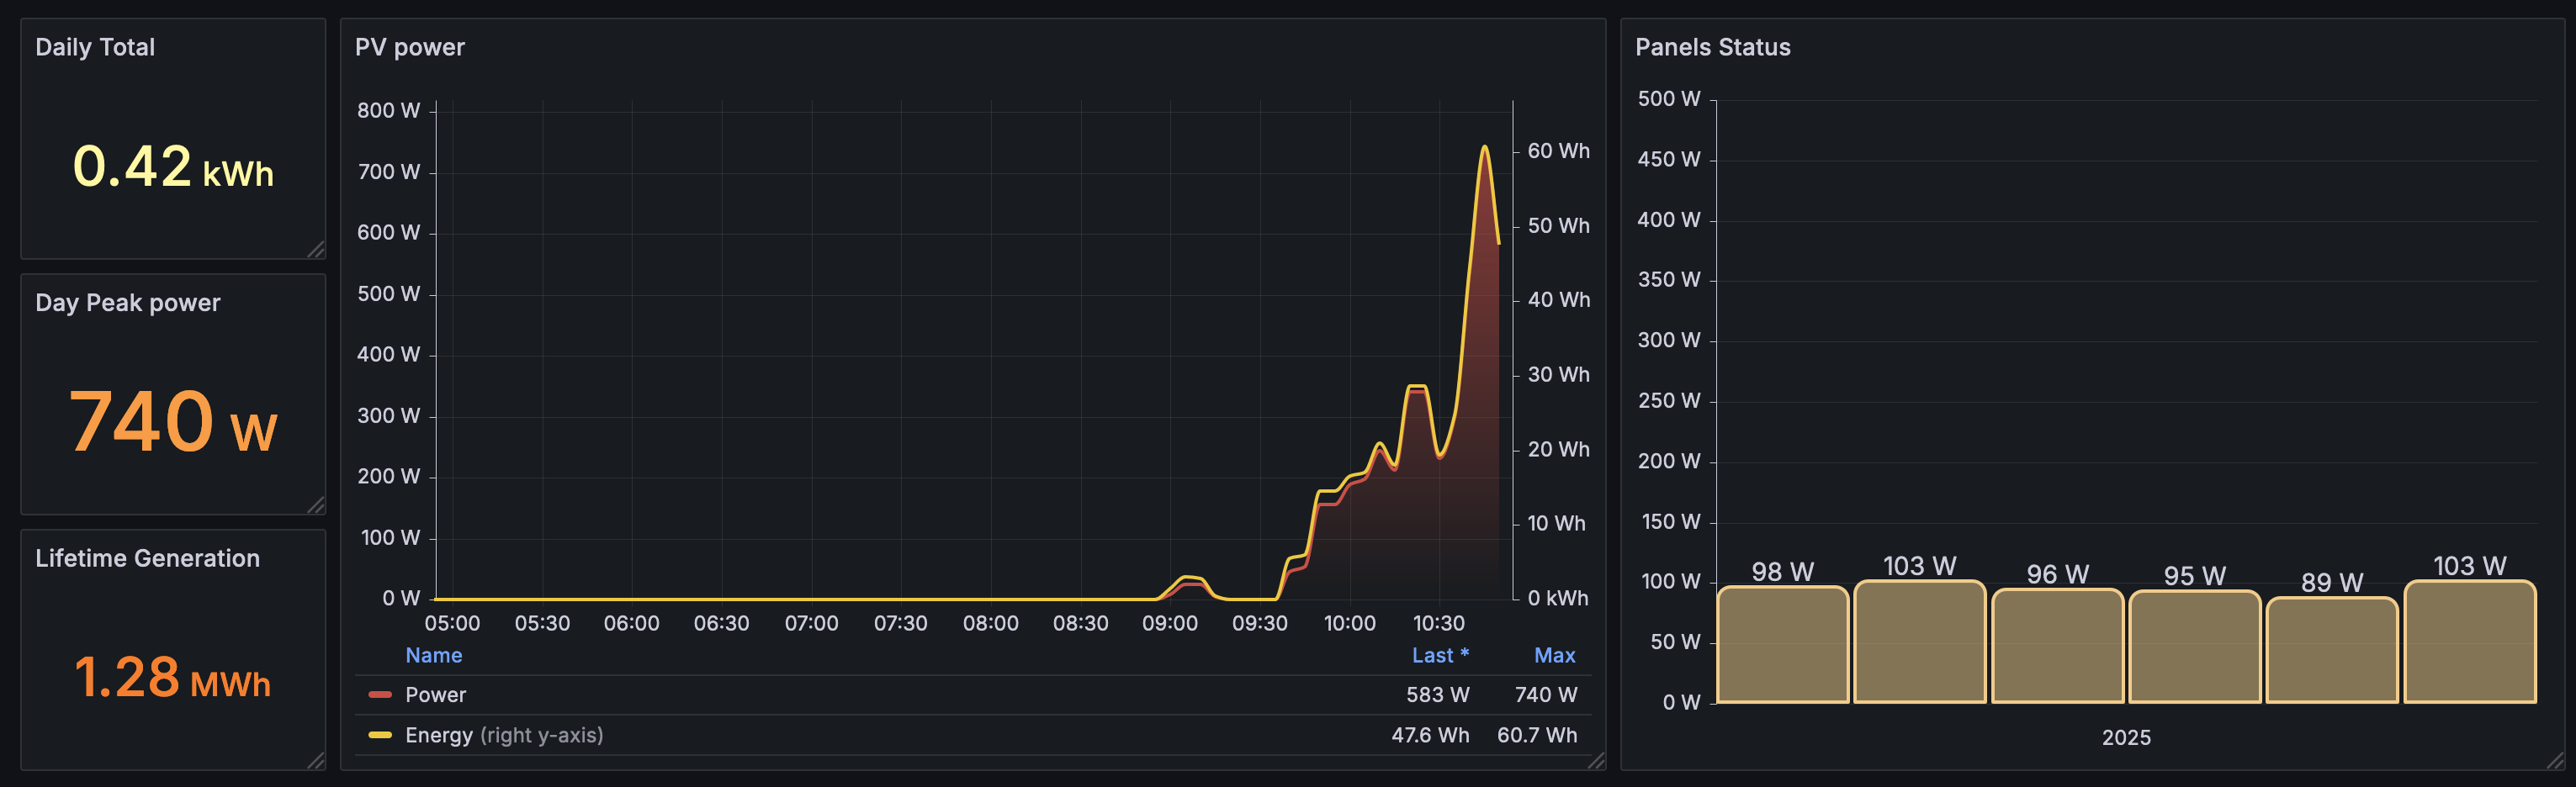 Daily Total
0.42 kWh
Day Peak power
740 W
Lifetime Generation
1.28 MWh
PV power
800 W
700 W
600 W
500 W
400 W
300 W
200 W
100 W
0 W
60 Wh
50 Wh
40 Wh
30 Wh
20 Wh
10 Wh
0 kWh
05:00 05:30 06:00 06:30 07:00 07:30 08:00 08:30 09:00 09:30 10:00 10:30
Name Last * Max
Power 583 W 740 W
Energy (right y-axis) 47.6 Wh 60.7 Wh
Panels Status
500 W
450 W
400 W
350 W
300 W
250 W
200 W
150 W
100 W
50 W
0 W
98 W 103 W 96 W 95 W 89 W 103 W
2025